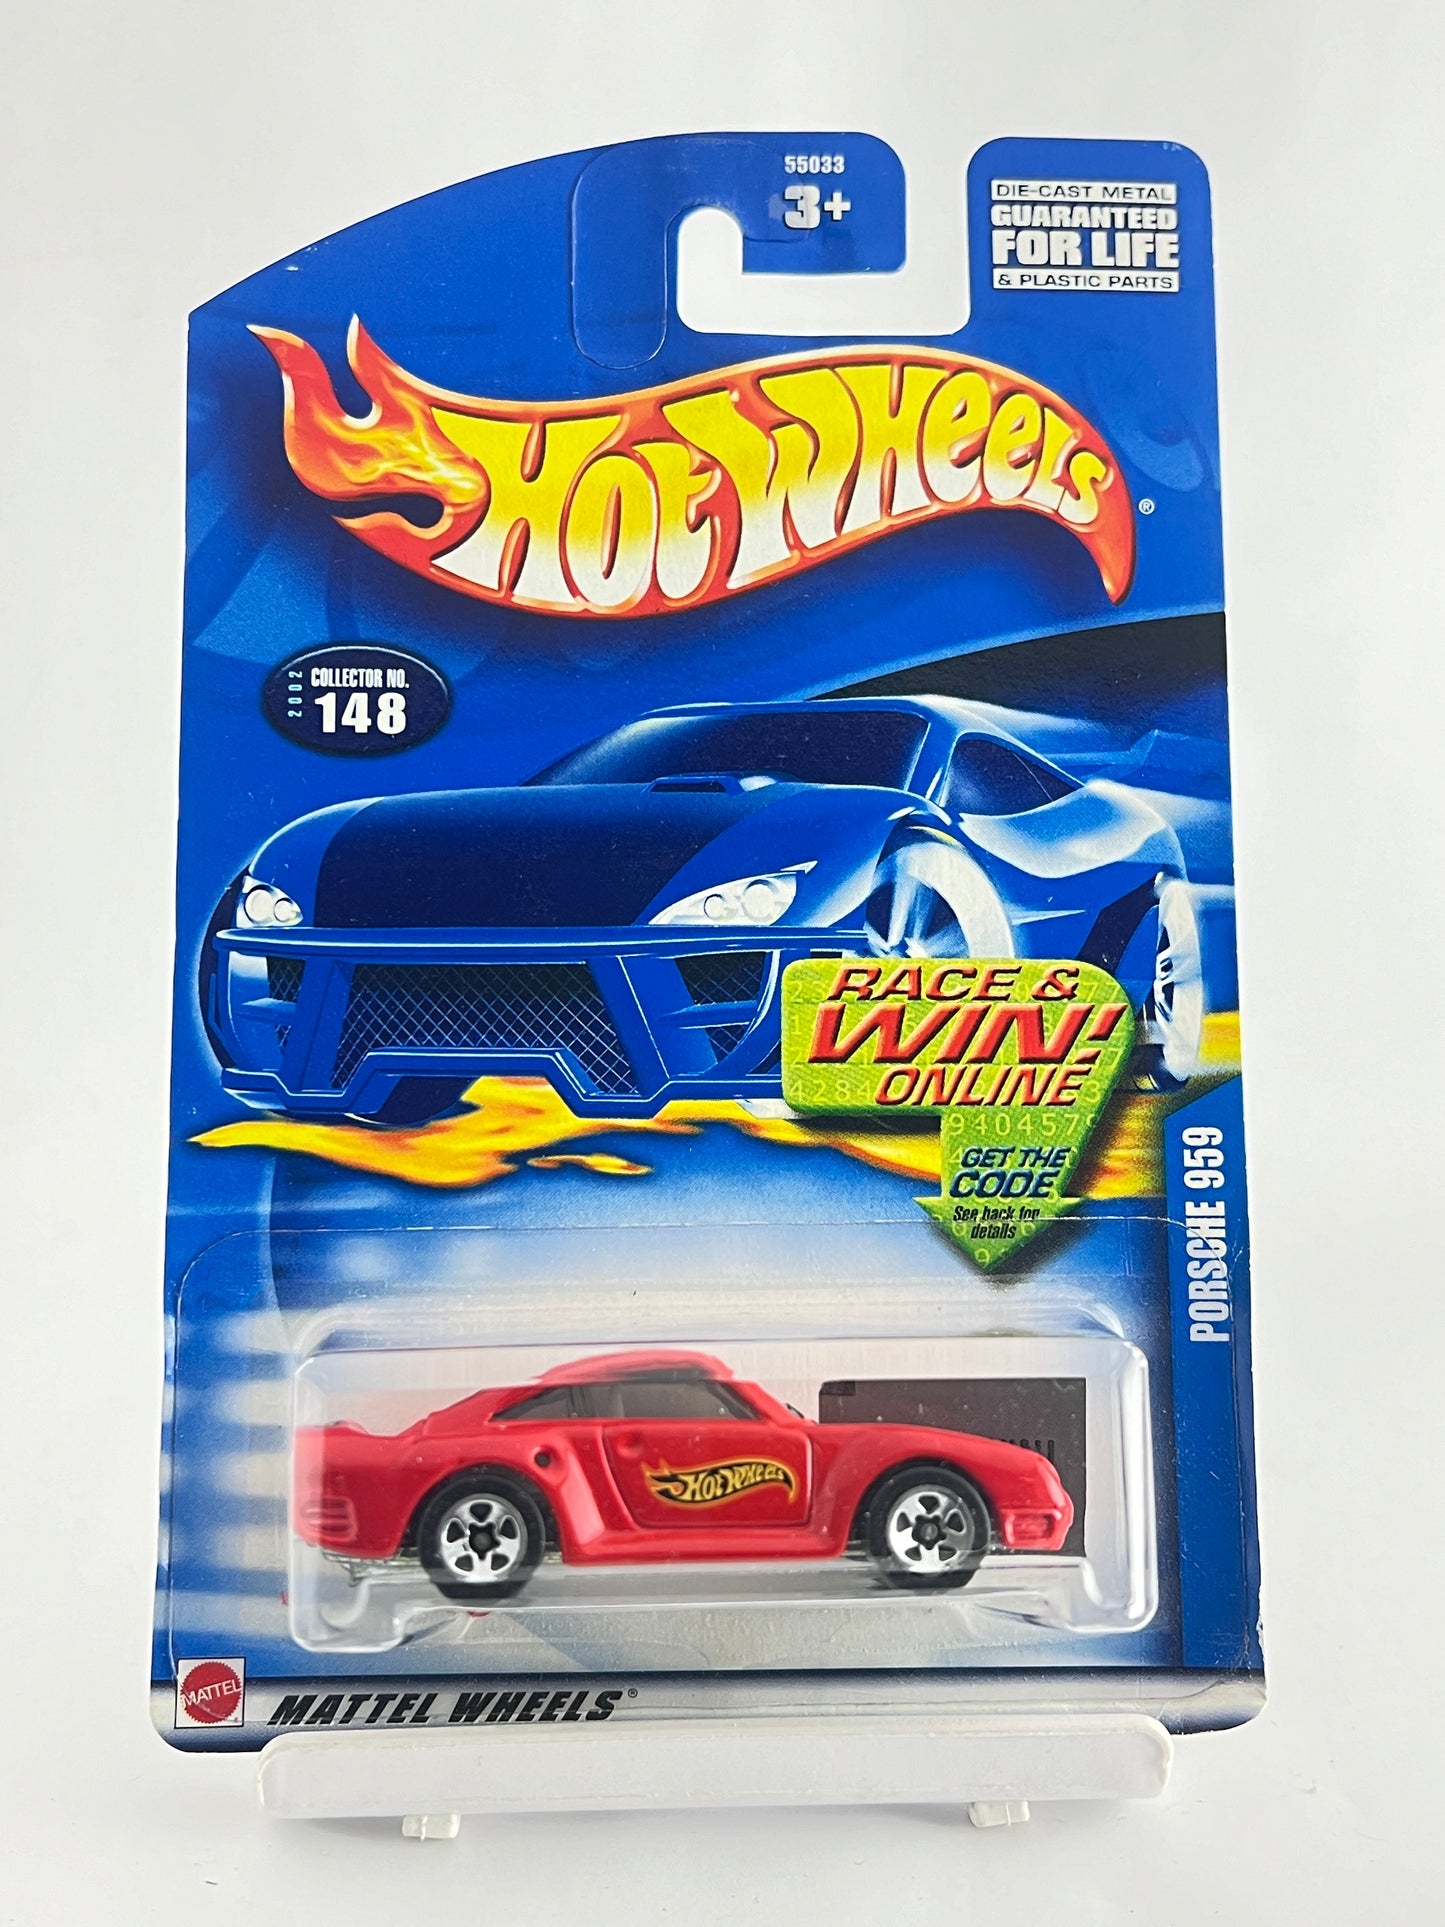 55033
3+
DIE-CAST METAL
GUARANTEED
FOR LIFE
& PLASTIC PARTS
HOT WHEELS®
2002
COLLECTOR NO.
148
RACE &
WIN!
ONLINE
GET THE
CODE
See back for
details
PORSCHE 959
HOT WHEELS
MATTEL
MATTEL WHEELS®